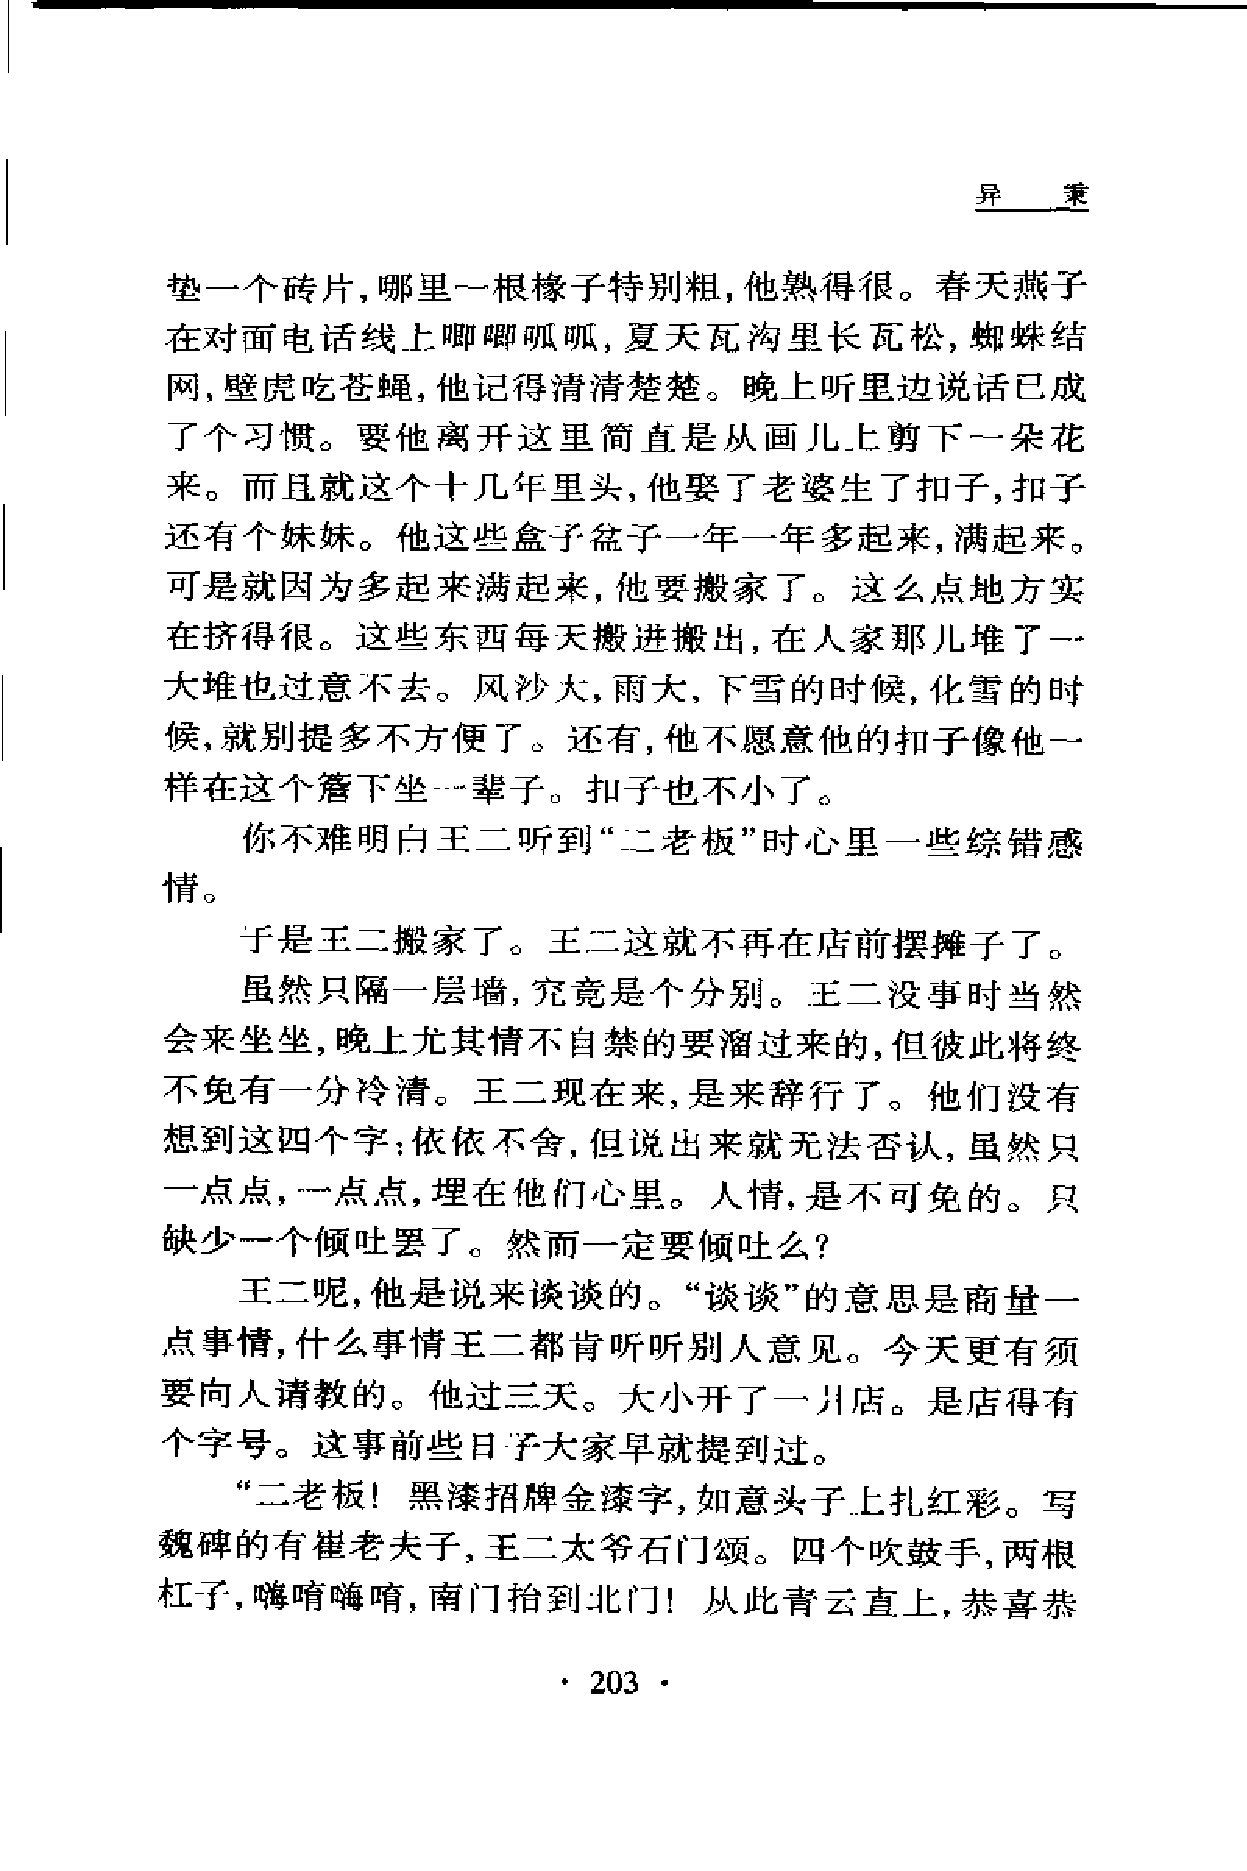 异 秉
垫一个砖片,哪里一根椽子特别粗,他熟得很。春天燕子
在对面电话线上唧唧呱呱,夏天瓦沟里长瓦松,蜘蛛结
网,壁虎吃苍蝇,他记得清清楚楚。晚上听里边说话已成
了个习惯。要他离开这里简直是从画儿上剪下一朵花
来。而且就这个十几年里头,他娶了老婆生了扣子,扣子
还有个妹妹。他这些盒子盆子一年一年多起来,满起来。
可是就因为多起来满起来,他要搬家了。这么点地方实
在挤得很。这些东西每天搬进搬出,在人家那儿堆了一
大堆也过意不去。风沙大,雨大,下雪的时候,化雪的时
候,就别提多不方便了。还有,他不愿意他的扣子像他一
样在这个簷下坐一辈子。扣子也不小了。
你不难明白王二听到“二老板”时心里一些综错感
情。
于是王二搬家了。王二这就不再在店前摆摊子了。
虽然只隔一层墙,究竟是个分别。王二没事时当然
会来坐坐,晚上尤其情不自禁的要溜过来的,但彼此将终
不免有一分冷清。王二现在来,是来辞行了。他们没有
想到这四个字;依依不舍,但说出来就无法否认,虽然只
一点点,一点点,埋在他们心里。人情,是不可免的。只
缺少一个倾吐罢了。然而一定要倾吐么?
王二呢,他是说来谈谈的。“谈谈”的意思是商量一
点事情,什么事情王二都肯听听别人意见。今天更有须
要向人请教的。他过三天。大小开了一爿店。是店得有
个字号。这事前些日子大家早就提到过。
“二老板! 黑漆招牌金漆字,如意头子上扎红彩。写
魏碑的有崔老夫子,王二太爷石门颂。四个吹鼓手,两根
杠子,嗨唷嗨唷,南门抬到北门! 从此青云直上,恭喜恭
· 203 ·